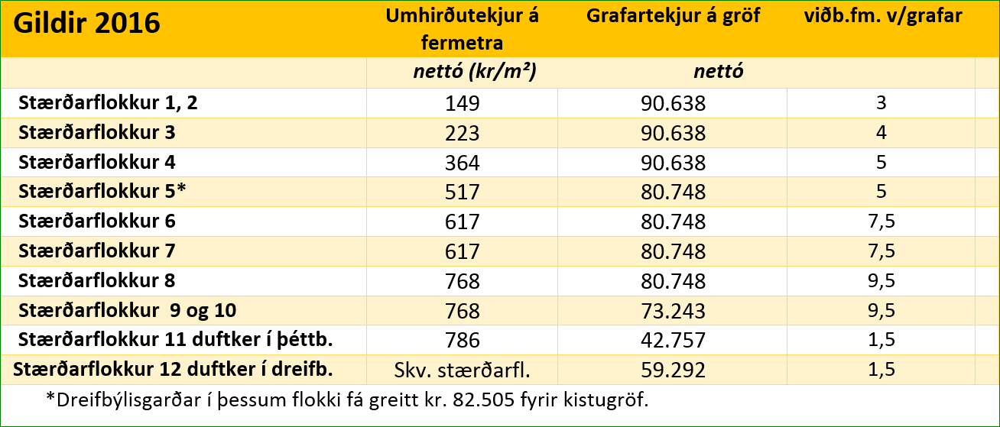 Gildir 2016 Umhirðutekjur á fermetra Grafartekjur á gröf viðb.fm. v/grafar
nettó (kr/m²) nettó
Stærðarflokkur 1, 2 149 90.638 3
Stærðarflokkur 3 223 90.638 4
Stærðarflokkur 4 364 90.638 5
Stærðarflokkur 5* 517 80.748 5
Stærðarflokkur 6 617 80.748 7,5
Stærðarflokkur 7 617 80.748 7,5
Stærðarflokkur 8 768 80.748 9,5
Stærðarflokkur 9 og 10 768 73.243 9,5
Stærðarflokkur 11 duftker í þéttb. 786 42.757 1,5
Stærðarflokkur 12 duftker í dreifb. Skv. stærðarfl. 59.292 1,5
*Dreifbýlisgarðar í þessum flokki fá greitt kr. 82.505 fyrir kistugröf.